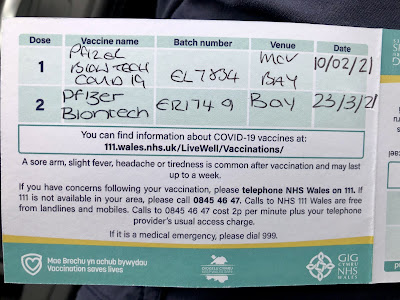 Dose Vaccine name Batch number Venue Date
1 Pfizer BIONTECH COVID 19 EL7834 MCV BAY 10/02/21
2 Pfizer Biontech ER1749 BAY 23/3/21
You can find information about COVID-19 vaccines at:
111.wales.nhs.uk/LiveWell/Vaccinations/
A sore arm, slight fever, headache or tiredness is common after vaccination and may last
up to a week.
If you have concerns following your vaccination, please telephone NHS Wales on 111. If
111 is not available in your area, please call 0845 46 47. Calls to NHS 111 Wales are free
from landlines and mobiles. Calls to 0845 46 47 cost 2p per minute plus your telephone
provider's usual access charge.
If it is a medical emergency, please dial 999.
Mae Brechu yn achub bywydau
Vaccination saves lives
GIG
CYMRU
NHS
WALES